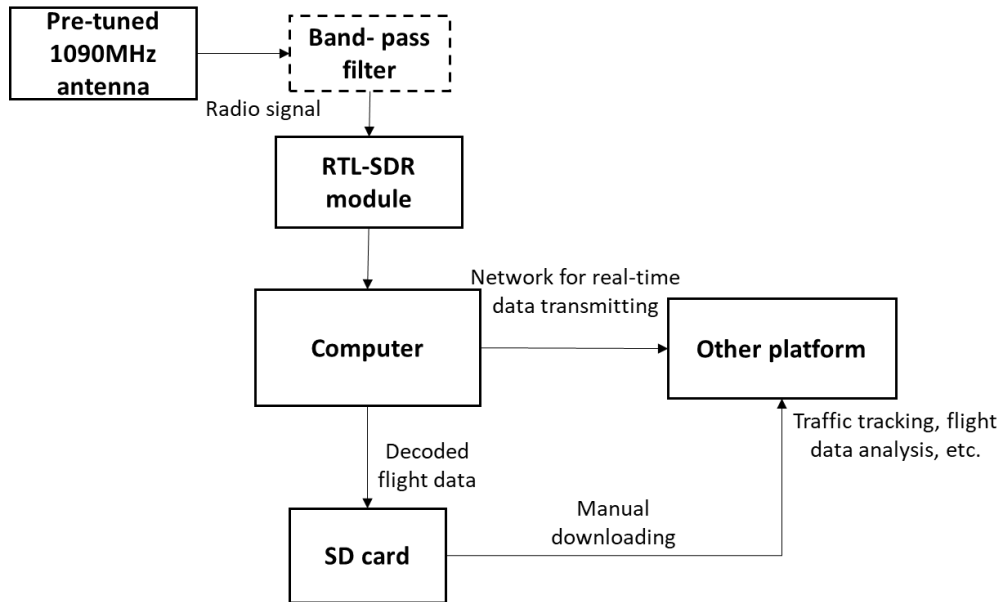 Pre-tuned
1090MHz
antenna
Band- pass
filter
Radio signal
RTL-SDR
module
Network for real-time
data transmitting
Computer
Other platform
Traffic tracking, flight
data analysis, etc.
Decoded
flight data
Manual
downloading
SD card